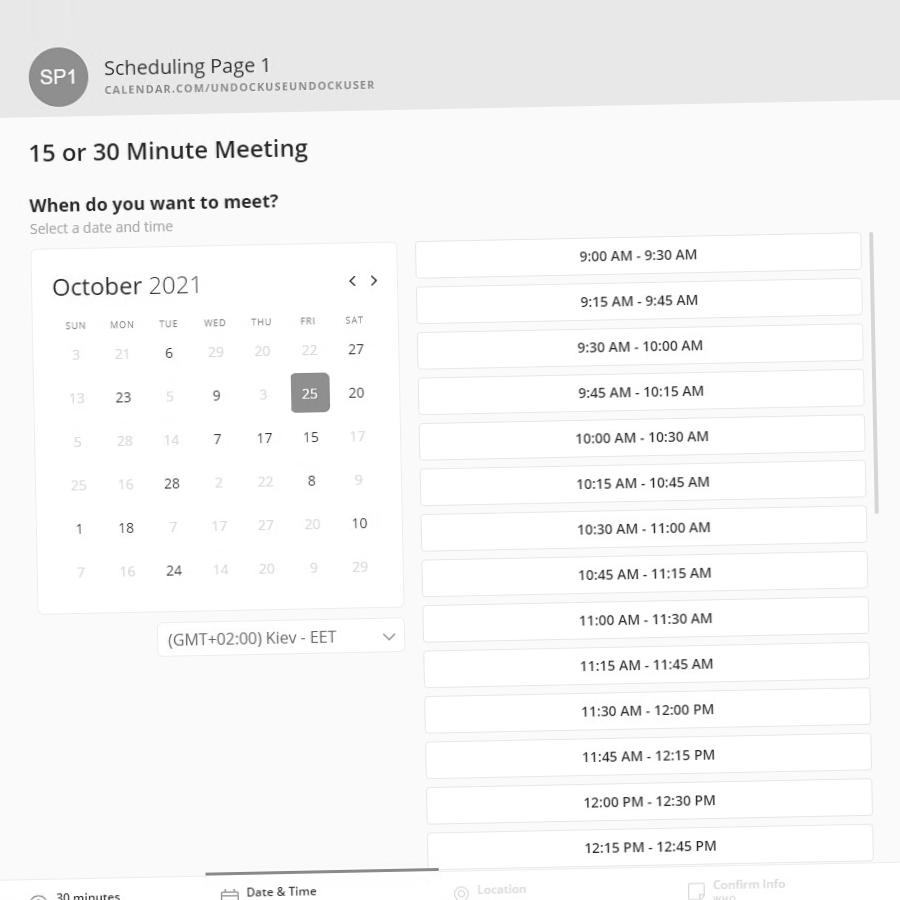 SP1
Scheduling Page 1
CALENDAR.COM/UNDOCKUSEUNDOCKUSER
15 or 30 Minute Meeting
When do you want to meet?
Select a date and time
October 2021
SUN MON TUE WED THU FRI SAT
3 21 6 29 20 22 27
13 23 5 9 3 25 20
5 28 14 7 17 15 17
25 16 28 2 22 8 9
1 18 7 17 27 20 10
7 16 24 14 20 9 29
(GMT+02:00) Kiev - EET
9:00 AM - 9:30 AM
9:15 AM - 9:45 AM
9:30 AM - 10:00 AM
9:45 AM - 10:15 AM
10:00 AM - 10:30 AM
10:15 AM - 10:45 AM
10:30 AM - 11:00 AM
10:45 AM - 11:15 AM
11:00 AM - 11:30 AM
11:15 AM - 11:45 AM
11:30 AM - 12:00 PM
11:45 AM - 12:15 PM
12:00 PM - 12:30 PM
12:15 PM - 12:45 PM
30 minutes
Date & Time
Location
Confirm Info
WHO